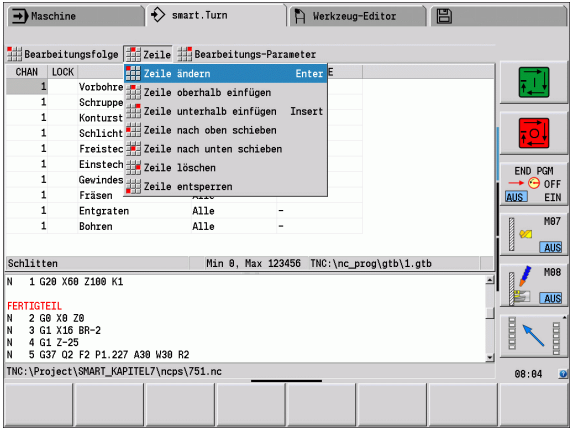 Maschine
smart.Turn
Werkzeug-Editor
Bearbeitungsfolge Zeile Bearbeitungs-Parameter
CHAN LOCK E
Zeile ändern Enter
Zeile oberhalb einfügen
Zeile unterhalb einfügen Insert
Zeile nach oben schieben
Zeile nach unten schieben
Zeile löschen
Zeile entsperren
1 Vorbohre
1 Schruppe
1 Konturst
1 Schlicht
1 Freistec
1 Einstech
1 Gewindes
1 Fräsen Alle
1 Entgraten Alle –
1 Bohren Alle –
Schlitten Min 0, Max 123456 TNC:\nc_prog\gtb\1.gtb
N 1 G20 X60 Z100 K1
FERTIGTEIL
N 2 G0 X0 Z0
N 3 G1 X16 BR-2
N 4 G1 Z-25
N 5 G37 Q2 F2 P1.227 A30 W30 R2
TNC:\Project\SMART_KAPITEL7\ncps\751.nc
END PGM
OFF
AUS EIN
M07
AUS
M08
AUS
08:04